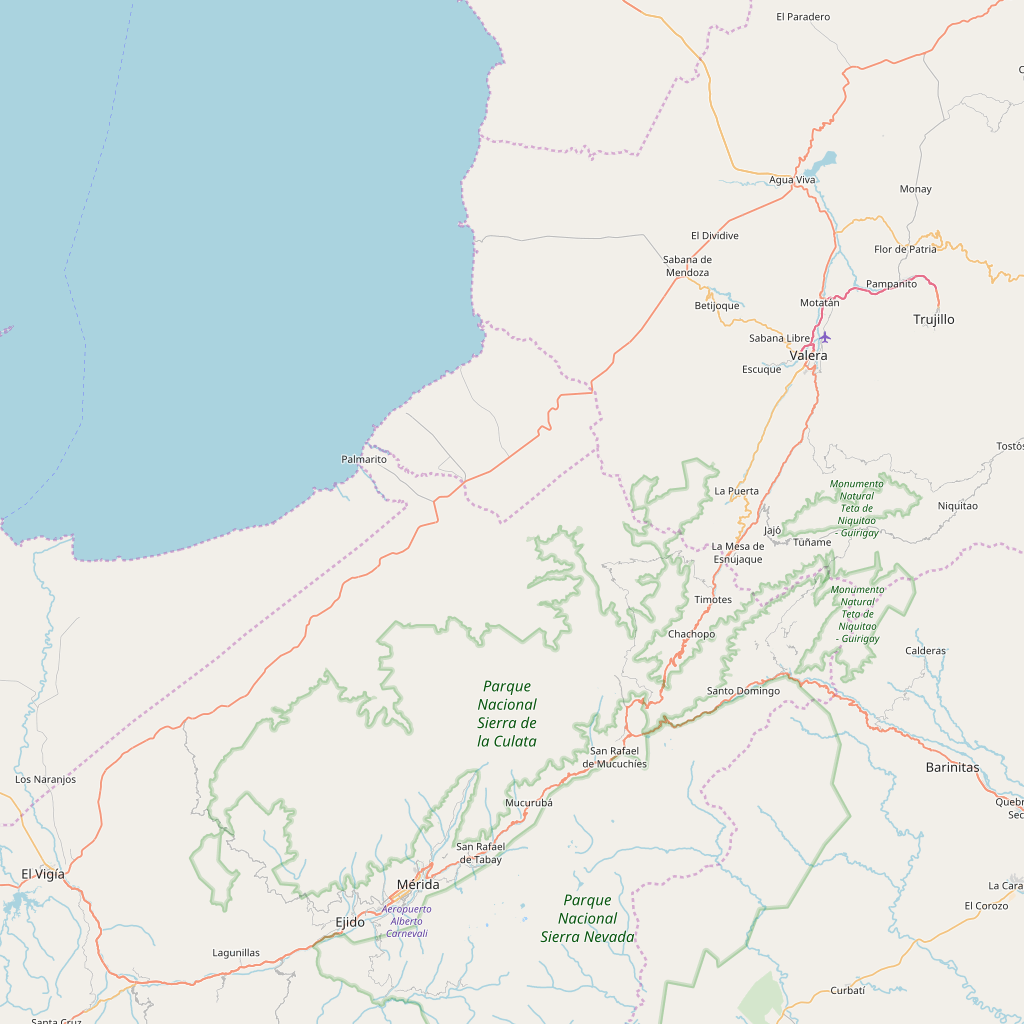 El Paradero
Agua Viva
Monay
El Dividive
Flor de Patria
Sabana de
Mendoza
Pampanito
Betijoque
Motatán
Trujillo
Sabana Libre
Valera
Escuque
Tostós
Palmarito
Monumento
Natural
Teta de
Niquitao
- Guirigay
La Puerta
Niquitao
Jajó
Tuñame
La Mesa de
Esnujaque
Monumento
Natural
Teta de
Niquitao
- Guirigay
Timotes
Chachopo
Calderas
Parque
Nacional
Sierra de
la Culata
Santo Domingo
San Rafael
de Mucuchíes
Barinitas
Los Naranjos
Mucurubá
Quebr
Sec
San Rafael
de Tabay
El Vigía
Mérida
La Cara
Parque
Nacional
Sierra Nevada
El Corozo
Aeropuerto
Alberto
Carnevali
Ejido
Lagunillas
Curbatí
Santa Cruz